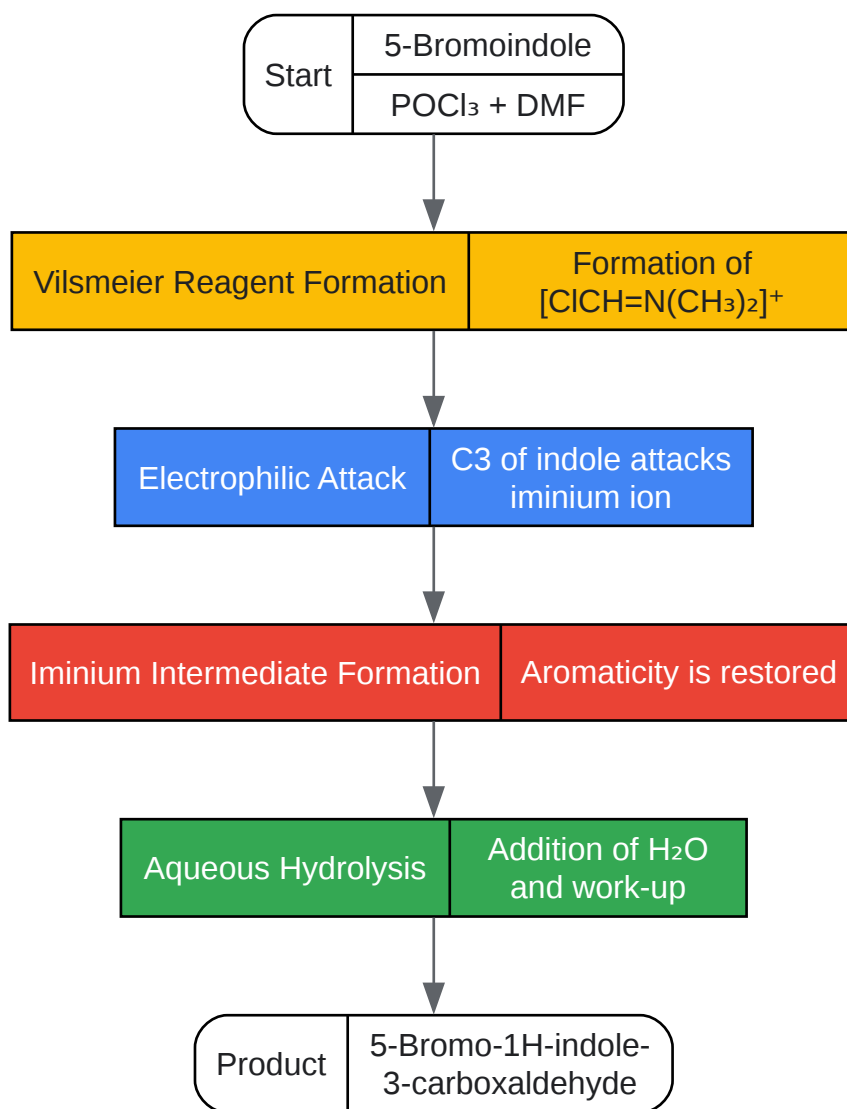 Start
5-Bromoindole
POCl₃ + DMF
Vilsmeier Reagent Formation
Formation of
[ClCH=N(CH₃)₂]⁺
Electrophilic Attack
C3 of indole attacks
iminium ion
Iminium Intermediate Formation
Aromaticity is restored
Aqueous Hydrolysis
Addition of H₂O
and work-up
Product
5-Bromo-1H-indole-
3-carboxaldehyde